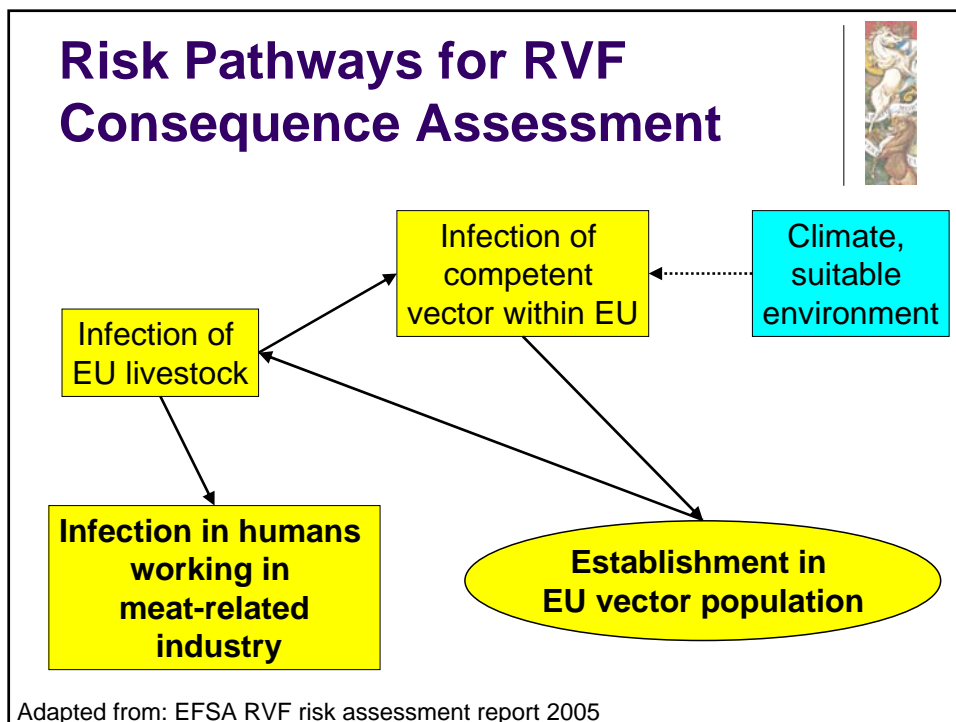 Risk Pathways for RVF
Consequence Assessment
Infection of
competent
vector within EU
Climate,
suitable
environment
Infection of
EU livestock
Infection in humans
working in
meat-related
industry
Establishment in
EU vector population
Adapted from: EFSA RVF risk assessment report 2005